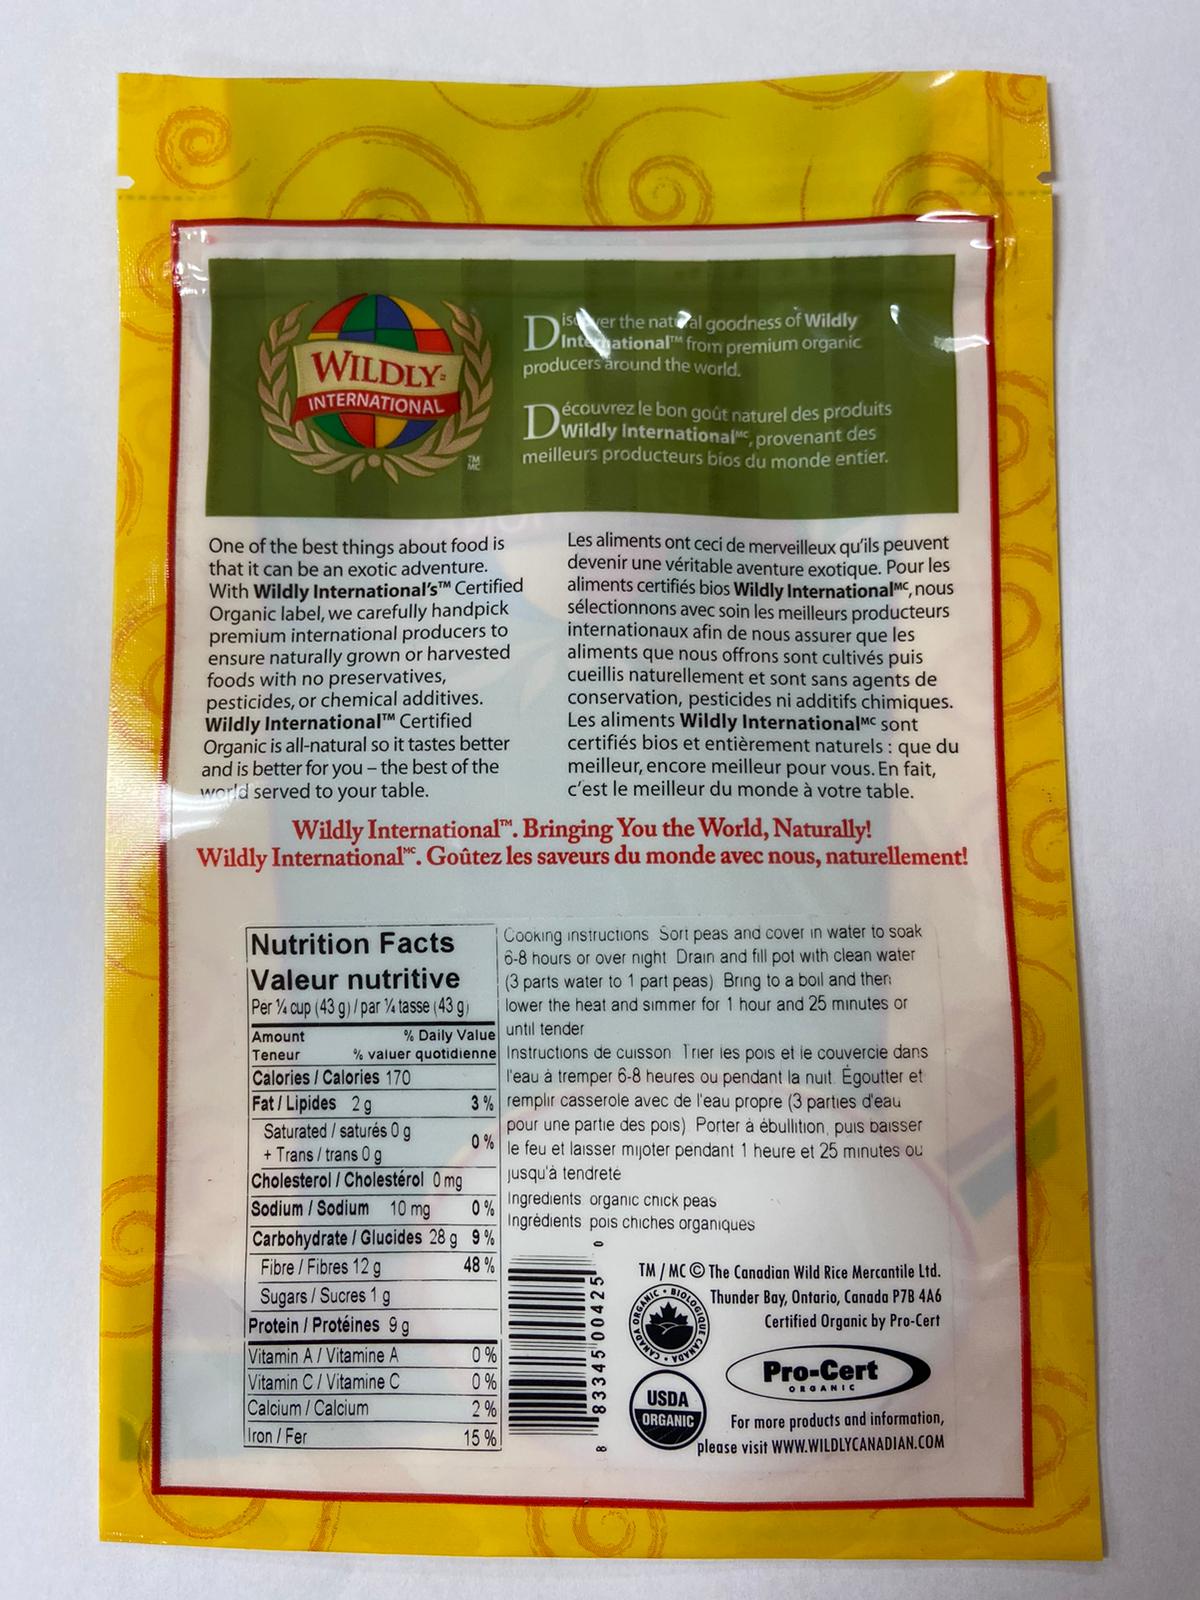 WILDLY
INTERNATIONAL
TM
MC
Discover the natural goodness of Wildly
International™ from premium organic
producers around the world.
Découvrez le bon goût naturel des produits
Wildly Internationalᴹᶜ, provenant des
meilleurs producteurs bios du monde entier.
One of the best things about food is
that it can be an exotic adventure.
With Wildly International's™ Certified
Organic label, we carefully handpick
premium international producers to
ensure naturally grown or harvested
foods with no preservatives,
pesticides, or chemical additives.
Wildly International™ Certified
Organic is all-natural so it tastes better
and is better for you – the best of the
world served to your table.
Les aliments ont ceci de merveilleux qu'ils peuvent
devenir une véritable aventure exotique. Pour les
aliments certifiés bios Wildly Internationalᴹᶜ, nous
sélectionnons avec soin les meilleurs producteurs
internationaux afin de nous assurer que les
aliments que nous offrons sont cultivés puis
cueillis naturellement et sont sans agents de
conservation, pesticides ni additifs chimiques.
Les aliments Wildly Internationalᴹᶜ sont
certifiés bios et entièrement naturels : que du
meilleur, encore meilleur pour vous. En fait,
c'est le meilleur du monde à votre table.
Wildly International™. Bringing You the World, Naturally!
Wildly Internationalᴹᶜ. Goûtez les saveurs du monde avec nous, naturellement!
Nutrition Facts
Valeur nutritive
Per ¼ cup (43 g) / par ¼ tasse (43 g)
Amount % Daily Value
Teneur % valuer quotidienne
Calories / Calories 170
Fat / Lipides 2 g 3 %
Saturated / saturés 0 g
+ Trans / trans 0 g 0 %
Cholesterol / Cholestérol 0 mg
Sodium / Sodium 10 mg 0 %
Carbohydrate / Glucides 28 g 9 %
Fibre / Fibres 12 g 48 %
Sugars / Sucres 1 g
Protein / Protéines 9 g
Vitamin A / Vitamine A 0 %
Vitamin C / Vitamine C 0 %
Calcium / Calcium 2 %
Iron / Fer 15 %
Cooking instructions Sort peas and cover in water to soak
6-8 hours or over night Drain and fill pot with clean water
(3 parts water to 1 part peas) Bring to a boil and then
lower the heat and simmer for 1 hour and 25 minutes or
until tender
Instructions de cuisson Trier les pois et le couvercie dans
l'eau à tremper 6-8 heures ou pendant la nuit. Égoutter et
remplir casserole avec de l'eau propre (3 parties d'eau
pour une partie des pois) Porter à ébullition, puis baisser
le feu et laisser mijoter pendant 1 heure et 25 minutes ou
jusqu'à tendreté
Ingredients organic chick peas
Ingrédients pois chiches organiques
8 83345 00425 0
TM / MC © The Canadian Wild Rice Mercantile Ltd.
Thunder Bay, Ontario, Canada P7B 4A6
Certified Organic by Pro-Cert
CANADA ORGANIC • BIOLOGIQUE CANADA •
Pro-Cert
ORGANIC
USDA
ORGANIC
For more products and information,
please visit WWW.WILDLYCANADIAN.COM